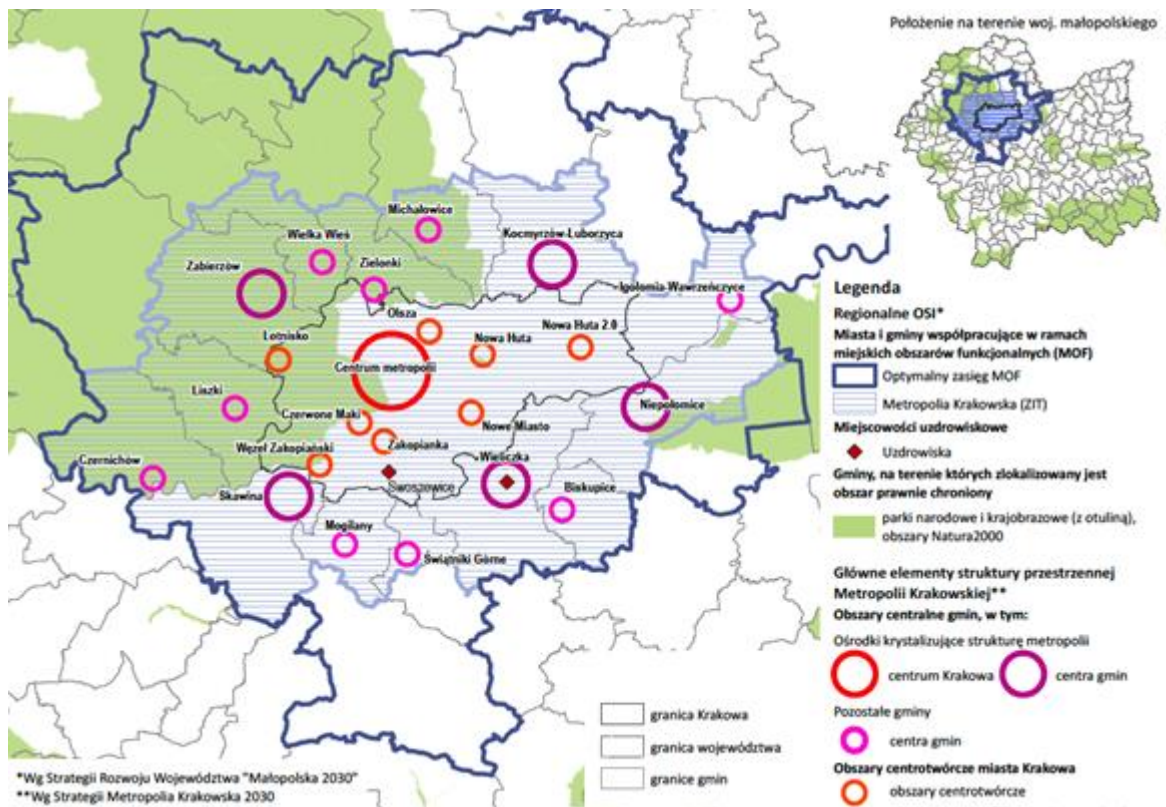 Położenie na terenie woj. małopolskiego
Michałowice
Wielka Wieś
Kocmyrzów-Luborzyca
Zabierzów
Zielonki
Igołomia-Wawrzeńczyce
Olsza
Nowa Huta 2.0
Lotnisko
Nowa Huta
Centrum metropolii
Liszki
Niepołomice
Czerwone Maki
Nowe Miasto
Zakopianka
Węzeł Zakopiański
Wieliczka
Czernichów
Swoszowice
Skawina
Biskupice
Mogilany
Świątniki Górne
Legenda
Regionalne OSI*
Miasta i gminy współpracujące w ramach
miejskich obszarów funkcjonalnych (MOF)
Optymalny zasięg MOF
Metropolia Krakowska (ZIT)
Miejscowości uzdrowiskowe
Uzdrowiska
Gminy, na terenie których zlokalizowany jest
obszar prawnie chroniony
parki narodowe i krajobrazowe (z otuliną),
obszary Natura2000
Główne elementy struktury przestrzennej
Metropolii Krakowskiej**
Obszary centralne gmin, w tym:
Ośrodki krystalizujące strukturę metropolii
centrum Krakowa
centra gmin
Pozostałe gminy
centra gmin
Obszary centrotwórcze miasta Krakowa
obszary centrotwórcze
granica Krakowa
granica województwa
granice gmin
*Wg Strategii Rozwoju Województwa "Małopolska 2030"
**Wg Strategii Metropolia Krakowska 2030